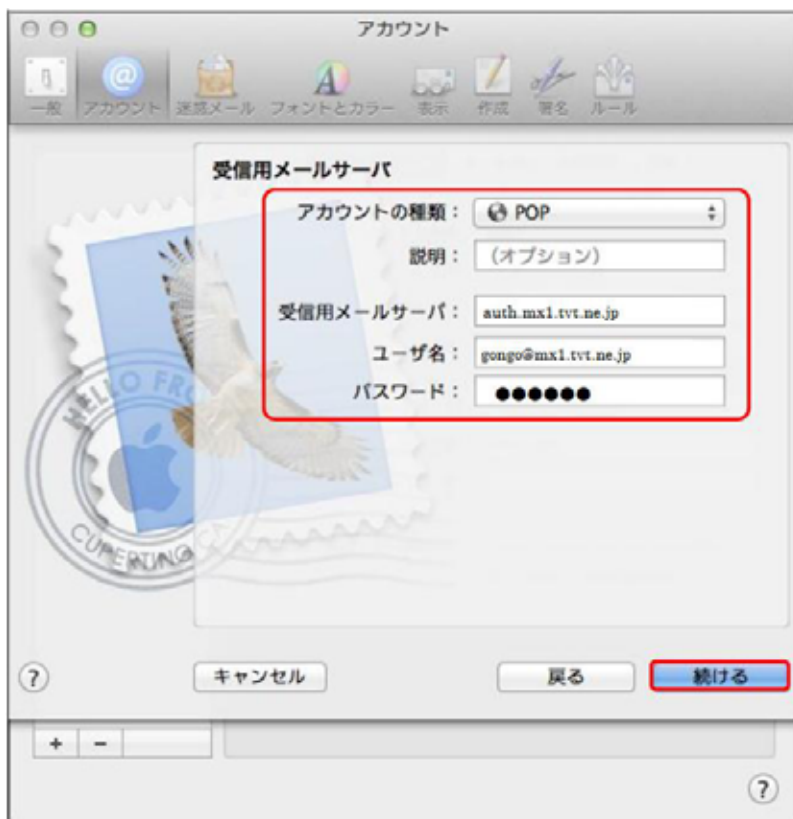 アカウント
一般 アカウント 迷惑メール フォントとカラー 表示 作成 署名 ルール
受信用メールサーバ
アカウントの種類： POP
説明： （オプション）
受信用メールサーバ： auth.mx1.tvt.ne.jp
ユーザ名： gongo@mx1.tvt.ne.jp
パスワード： ●●●●●●
HELLO FRO
CUPERTINO CA
? キャンセル 戻る 続ける
+ −
?